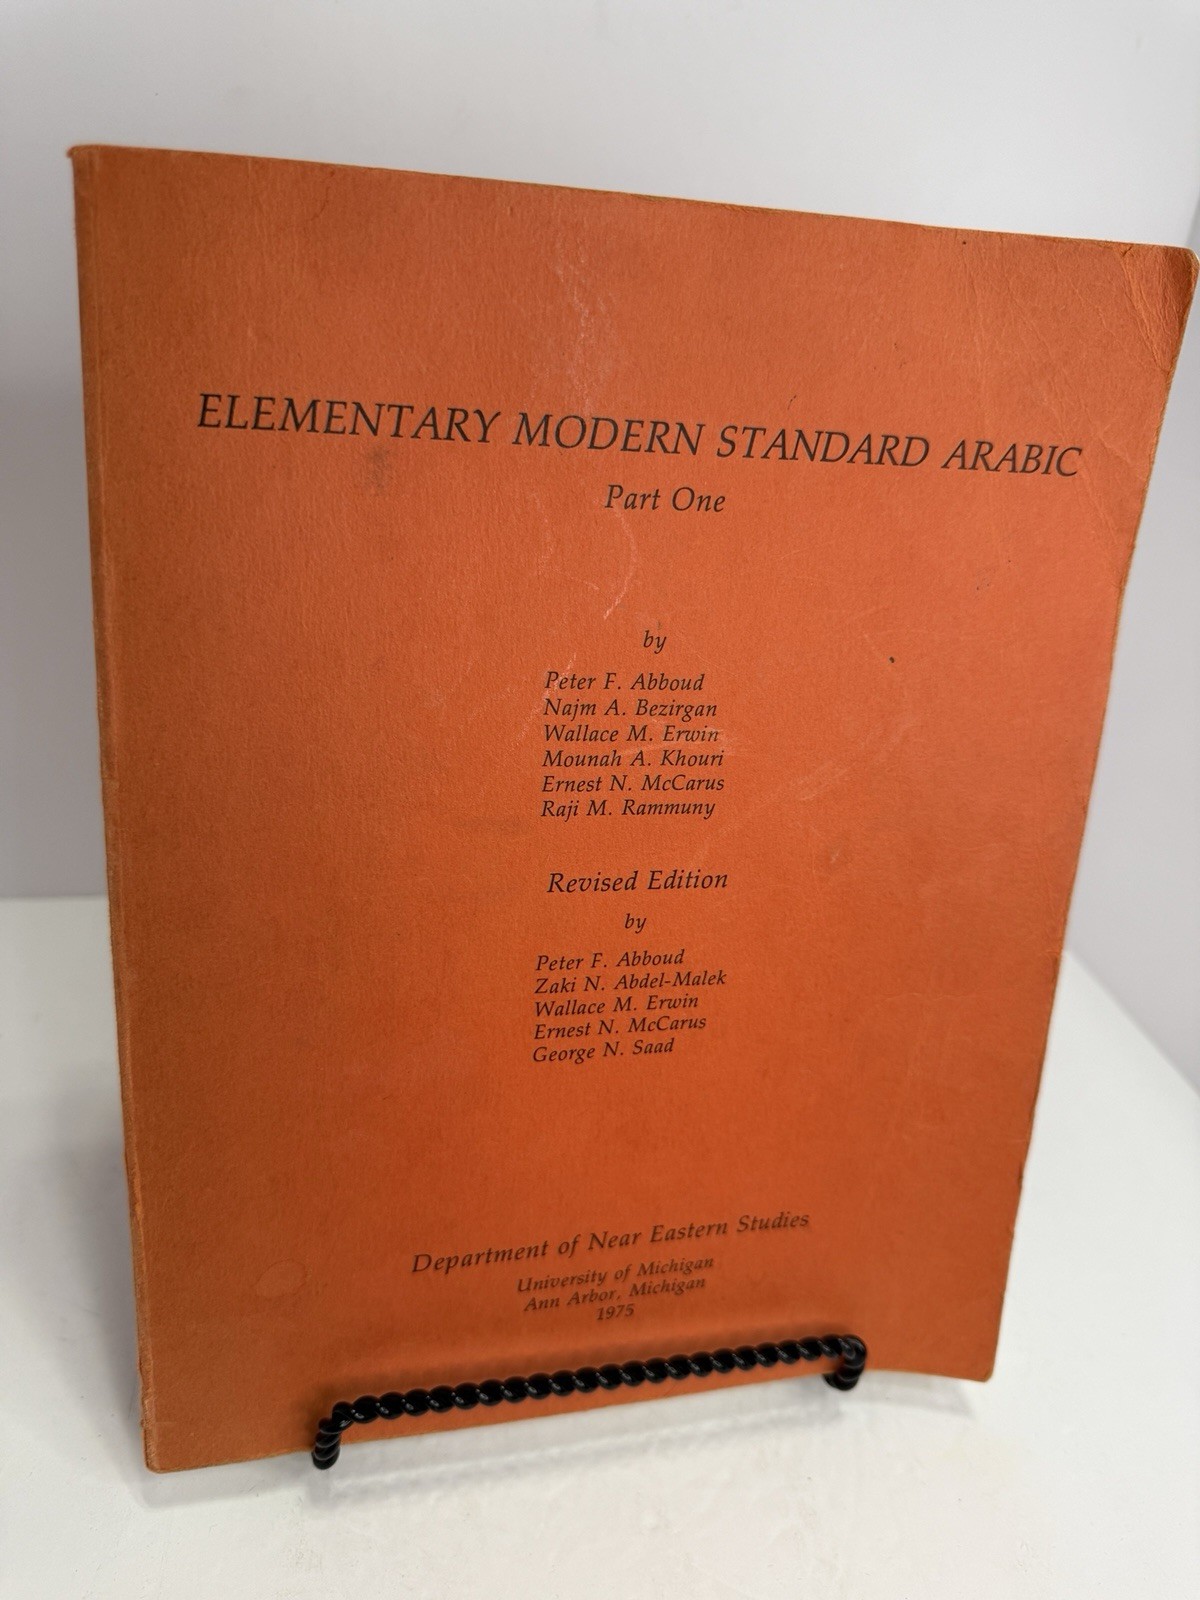 ELEMENTARY MODERN STANDARD ARABIC
Part One
by
Peter F. Abboud
Najm A. Bezirgan
Wallace M. Erwin
Mounah A. Khouri
Ernest N. McCarus
Raji M. Rammuny
Revised Edition
by
Peter F. Abboud
Zaki N. Abdel-Malek
Wallace M. Erwin
Ernest N. McCarus
George N. Saad
Department of Near Eastern Studies
University of Michigan
Ann Arbor, Michigan
1975